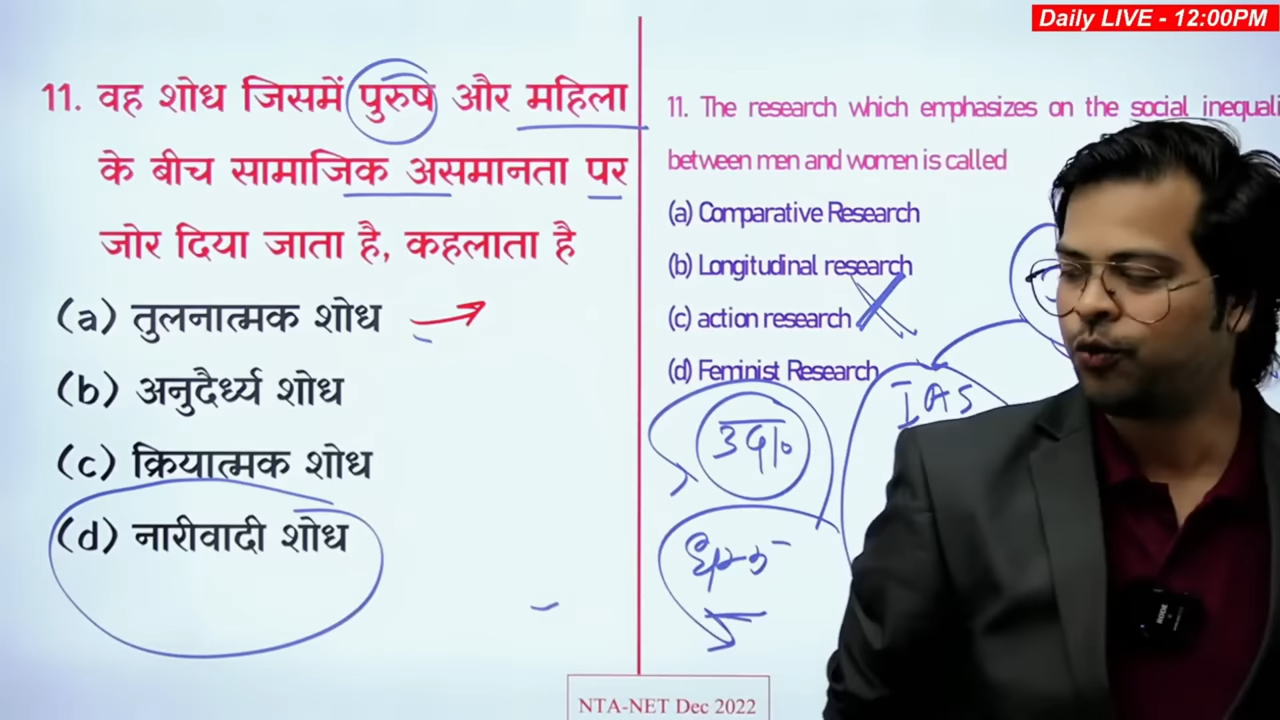 Daily LIVE - 12:00PM
11. वह शोध जिसमें पुरुष और महिला
के बीच सामाजिक असमानता पर
जोर दिया जाता है, कहलाता है
(a) तुलनात्मक शोध
(b) अनुदैर्ध्य शोध
(c) क्रियात्मक शोध
(d) नारीवादी शोध
11. The research which emphasizes on the social inequali
between men and women is called
(a) Comparative Research
(b) Longitudinal research
(c) action research
(d) Feminist Research
IAS
NTA-NET Dec 2022